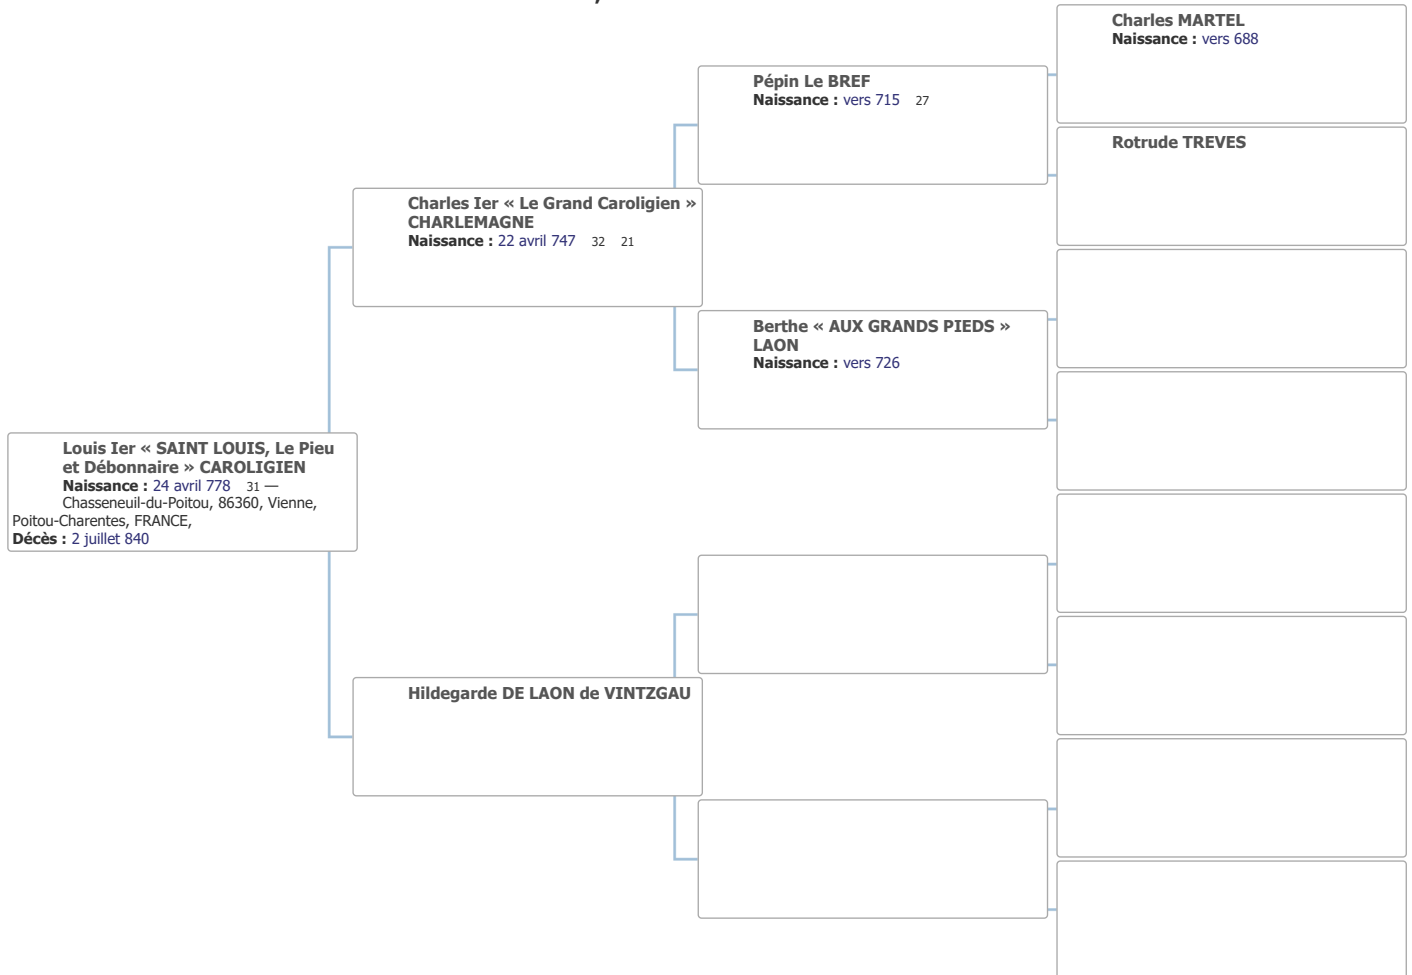 Charles MARTEL
Naissance : vers 688
Pépin Le BREF
Naissance : vers 715 27
Rotrude TREVES
Charles Ier « Le Grand Caroligien »
CHARLEMAGNE
Naissance : 22 avril 747 32 21
Berthe « AUX GRANDS PIEDS »
LAON
Naissance : vers 726
Louis Ier « SAINT LOUIS, Le Pieu
et Débonnaire » CAROLIGIEN
Naissance : 24 avril 778 31 —
Chasseneuil-du-Poitou, 86360, Vienne,
Poitou-Charentes, FRANCE,
Décès : 2 juillet 840
Hildegarde DE LAON de VINTZGAU